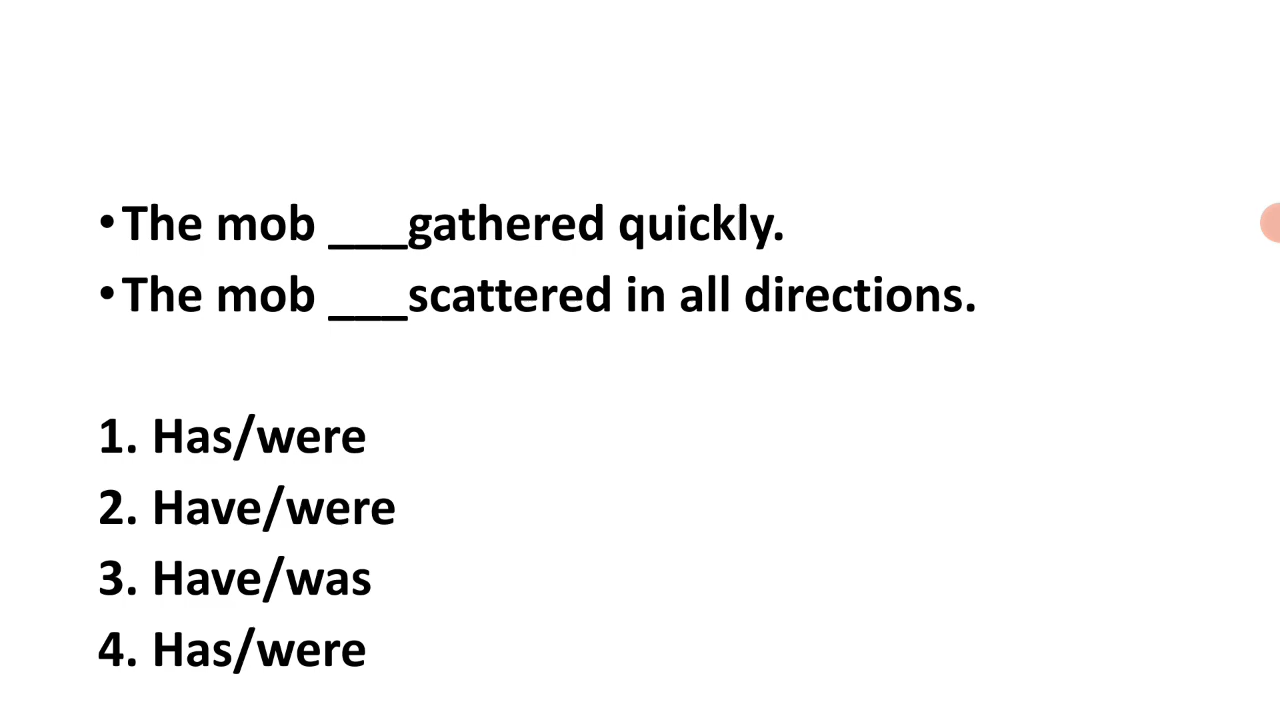 •The mob ___gathered quickly.
•The mob ___scattered in all directions.
1. Has/were
2. Have/were
3. Have/was
4. Has/were